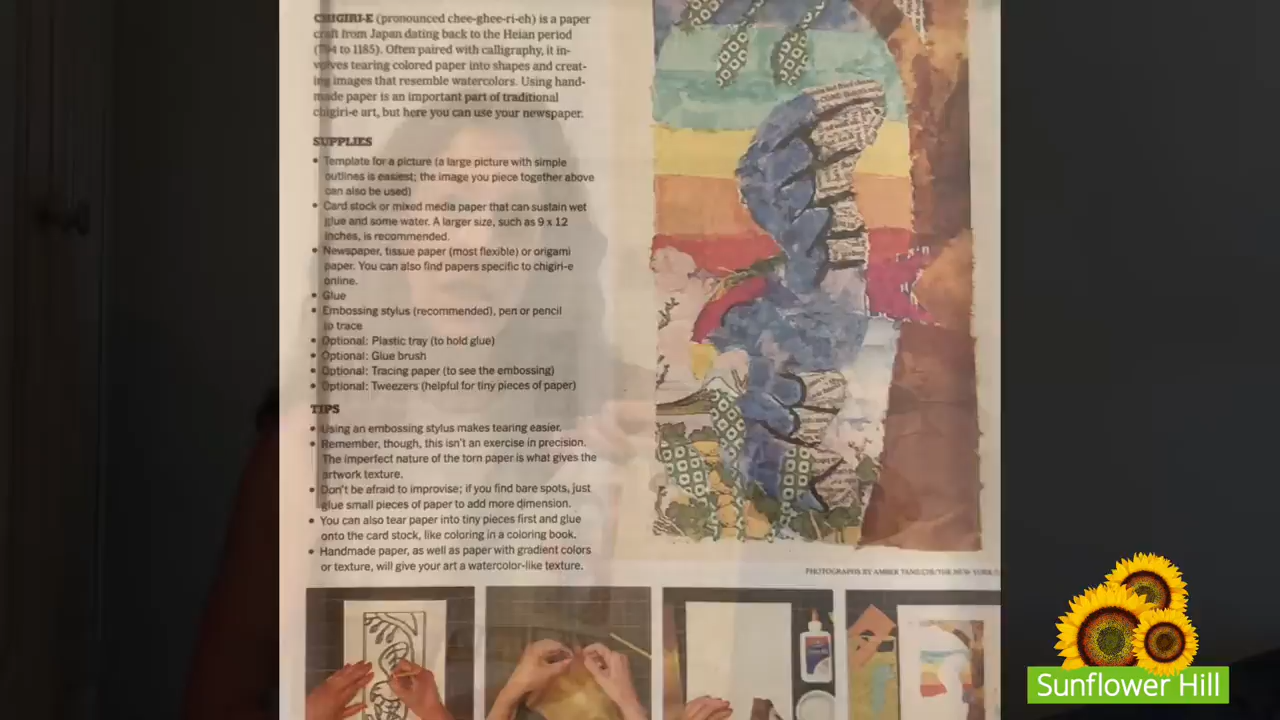 CHIGIRI-E (pronounced chee-ghee-ri-eh) is a paper
craft from Japan dating back to the Heian period
(794 to 1185). Often paired with calligraphy, it in-
volves tearing colored paper into shapes and creat-
ing images that resemble watercolors. Using hand-
made paper is an important part of traditional
chigiri-e art, but here you can use your newspaper.
SUPPLIES
• Template for a picture (a large picture with simple
outlines is easiest; the image you piece together above
can also be used)
• Card stock or mixed media paper that can sustain wet
glue and some water. A larger size, such as 9 x 12
inches, is recommended.
• Newspaper, tissue paper (most flexible) or origami
paper. You can also find papers specific to chigiri-e
online.
• Glue
• Embossing stylus (recommended), pen or pencil
to trace
• Optional: Plastic tray (to hold glue)
• Optional: Glue brush
• Optional: Tracing paper (to see the embossing)
• Optional: Tweezers (helpful for tiny pieces of paper)
TIPS
• Using an embossing stylus makes tearing easier.
• Remember, though, this isn't an exercise in precision.
The imperfect nature of the torn paper is what gives the
artwork texture.
• Don't be afraid to improvise; if you find bare spots, just
glue small pieces of paper to add more dimension.
• You can also tear paper into tiny pieces first and glue
onto the card stock, like coloring in a coloring book.
• Handmade paper, as well as paper with gradient colors
or texture, will give your art a watercolor-like texture.
PHOTOGRAPHS BY AMBER THE NEW YORK
Sunflower Hill